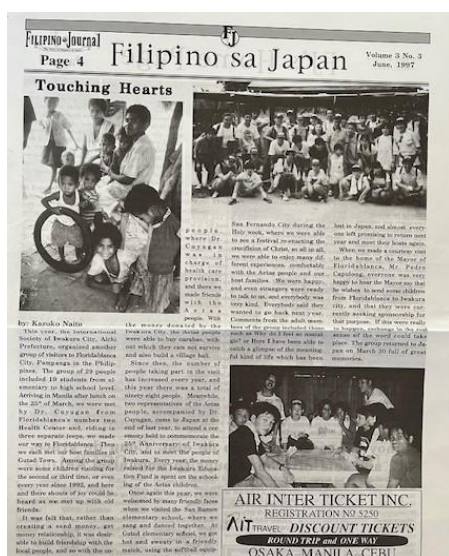 FILIPINO JOURNAL
Page 4
FJ
Filipino sa Japan
Volume 3 No. 3
June, 1997
Touching Hearts
by: Kazuko Naito
This year, the international
Society of Iwakura City, Aichi
Prefecture, organized another
group of visitors to Floridablanca
City, Pampanga in the Philip-
pines. The group of 29 people
included 19 students from el-
ementary to high school level.
Arriving in Manila after lunch on
the 25th of March, we were met
by Dr. Cuyugan from
Floridablanca's number two
Health Center and, riding in
three separate jeeps, we made
our way to Floridablanca. They
we each met our host families in
Gutad Town. Among the group
were some children visiting for
the second or third time, or even
every year since 1992, and here
and there shouts of joy could be
heard as we met up with old
friends.
It was felt that, rather than
creating a send money, get
money relationship, it was desir-
able to build friendship with the
local people, and so with the
people
where Dr.
Cuyugan
was in
charge of
health care
provision,
and there we
made friends
with the
Aetas
people. With
the money donated by the
Iwakura City, the Aetas people
were able to buy carabao, with-
out which they can not survive
and also build a village hall.
Since then, the number of
people taking part in the visit
has increased every year, and
this year there was a total of
ninety eight people. Meanwhile,
two representatives of the Aetas
people, accompanied by Dr.
Cuyugan, came to Japan at the
end of last year, to attend a cer-
emony held to commemorate the
25th Anniversary of Iwakura
City, and to meet the people of
Iwakura. Every year, the money
raised for the Iwakura Educa-
tion Fund is spent on the school-
ing of the Aetas children.
Once again this year, we were
welcomed by many friendly faces
when we visited the San Ramon
elementary school, where we
sang and danced together. At
Gutad elementary school, we got
hot and sweaty in a friendly
match, using the softball equip-
San Fernando City during the
Holy week, where we were able
to see a festival re-enacting the
crucifixion of Christ, so all in all,
we were able to enjoy many dif-
ferent experiences, comfortably
with the Aetas people and our
host families. We were happy,
and even strangers were ready
to talk to us, and everybody was
very kind. Everybody said they
wanted to go back next year.
Comments from the adult mem-
bers of the group included those
such as Why do I feel so nostal-
gic? or Here I have been able to
catch a glimpse of the meaning-
ful kind of life which has been
lost in Japan, and almost every-
one left promising to return next
year and meet their hosts again.
When we made a courtesy visit
to the home of the Mayor of
Floridablanca, Mr. Pedro
Capulong, everyone was very
happy to hear the Mayor say that
he wishes to send some children
from Floridablanca to Iwakura
city, and that they were cur-
rently seeking sponsorship for
that purpose. If this were really
to happen, exchange in the real
sense of the word could take
place. The group returned to Ja-
pan on March 30 full of great
memories.
AIR INTER TICKET INC.
REGISTRATION Nº 5250
AiT TRAVEL DISCOUNT TICKETS
ROUND TRIP and ONE WAY
OSAKA-MANILA-CEBU